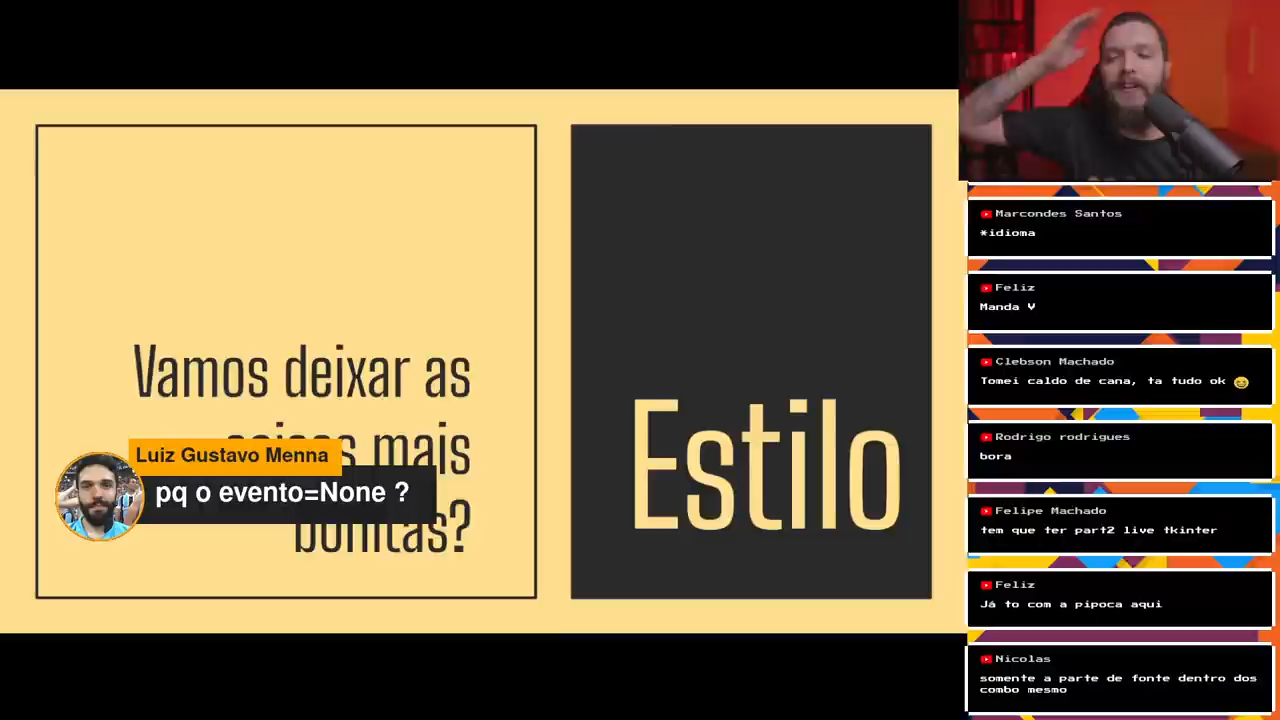 Vamos deixar as
mais
?
Luiz Gustavo Menna
pq o evento=None ?
Estilo
Marcondes Santos
*idioma
Feliz
Manda V
Clebson Machado
Tomei caldo de cana, ta tudo ok 😄
Rodrigo rodrigues
bora
Felipe Machado
tem que ter part2 live tkinter
Feliz
Já to com a pipoca aqui
Nicolas
somente a parte de fonte dentro dos
combo mesmo